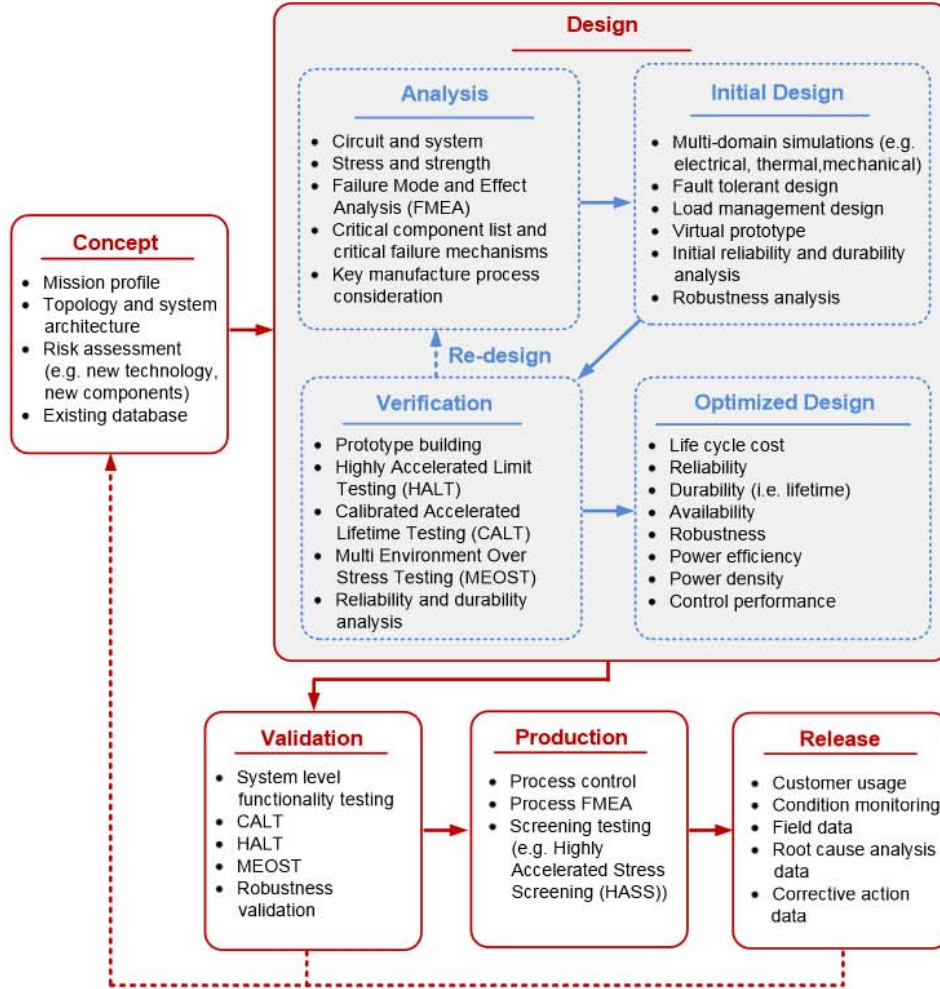 Design
Analysis
• Circuit and system
• Stress and strength
• Failure Mode and Effect
Analysis (FMEA)
• Critical component list and
critical failure mechanisms
• Key manufacture process
consideration
Initial Design
• Multi-domain simulations (e.g.
electrical, thermal,mechanical)
• Fault tolerant design
• Load management design
• Virtual prototype
• Initial reliability and durability
analysis
• Robustness analysis
Concept
• Mission profile
• Topology and system
architecture
• Risk assessment
(e.g. new technology,
new components)
• Existing database
Re-design
Verification
• Prototype building
• Highly Accelerated Limit
Testing (HALT)
• Calibrated Accelerated
Lifetime Testing (CALT)
• Multi Environment Over
Stress Testing (MEOST)
• Reliability and durability
analysis
Optimized Design
• Life cycle cost
• Reliability
• Durability (i.e. lifetime)
• Availability
• Robustness
• Power efficiency
• Power density
• Control performance
Validation
• System level
functionality testing
• CALT
• HALT
• MEOST
• Robustness
validation
Production
• Process control
• Process FMEA
• Screening testing
(e.g. Highly
Accelerated Stress
Screening (HASS))
Release
• Customer usage
• Condition monitoring
• Field data
• Root cause analysis
data
• Corrective action
data